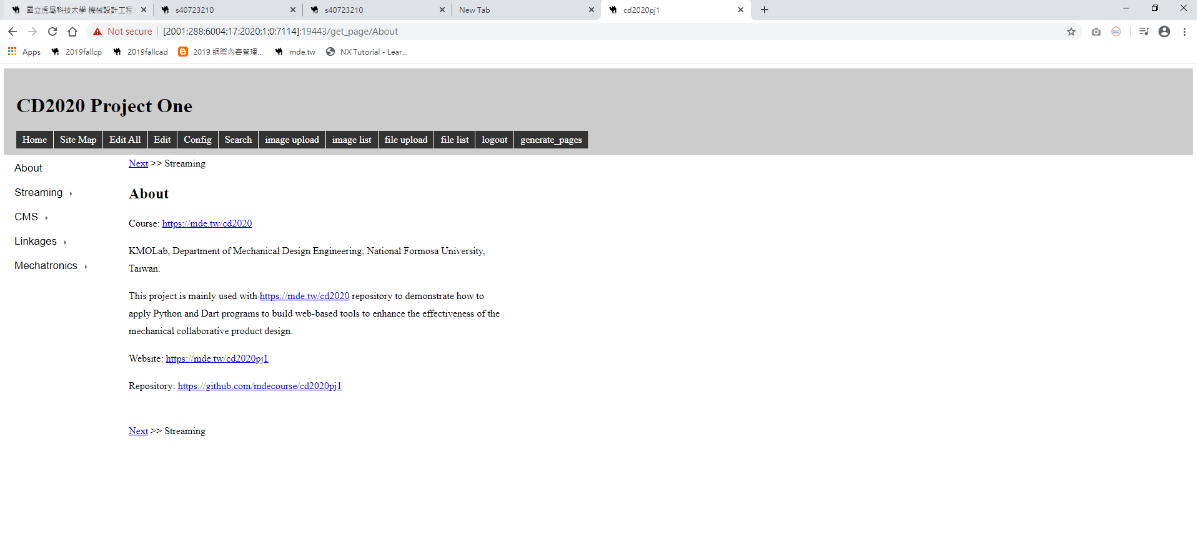 國立虎尾科技大學 機械設計工程
s40723210
s40723210
New Tab
cd2020pj1
Not secure | [2001:288:6004:17:2020:1:0:7114]:19443/get_page/About
Apps 2019fallcp 2019fallcad 2019 網際內容管理... mde.tw NX Tutorial - Lear...
CD2020 Project One
Home Site Map Edit All Edit Config Search image upload image list file upload file list logout generate_pages
About
Streaming
CMS
Linkages
Mechatronics
Next >> Streaming
About
Course: https://mde.tw/cd2020
KMOLab, Department of Mechanical Design Engineering, National Formosa University,
Taiwan.
This project is mainly used with https://mde.tw/cd2020 repository to demonstrate how to
apply Python and Dart programs to build web-based tools to enhance the effectiveness of the
mechanical collaborative product design.
Website: https://mde.tw/cd2020pj1
Repository: https://github.com/mdecourse/cd2020pj1
Next >> Streaming